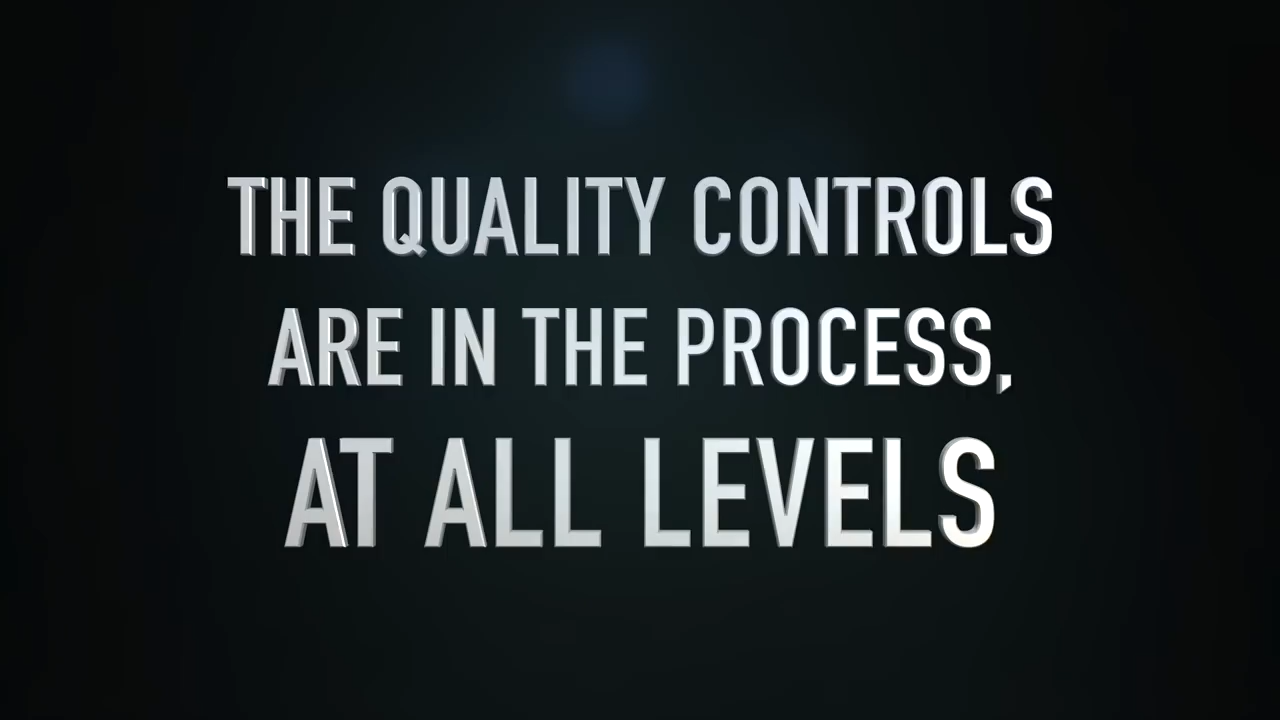 THE QUALITY CONTROLS
ARE IN THE PROCESS,
AT ALL LEVELS